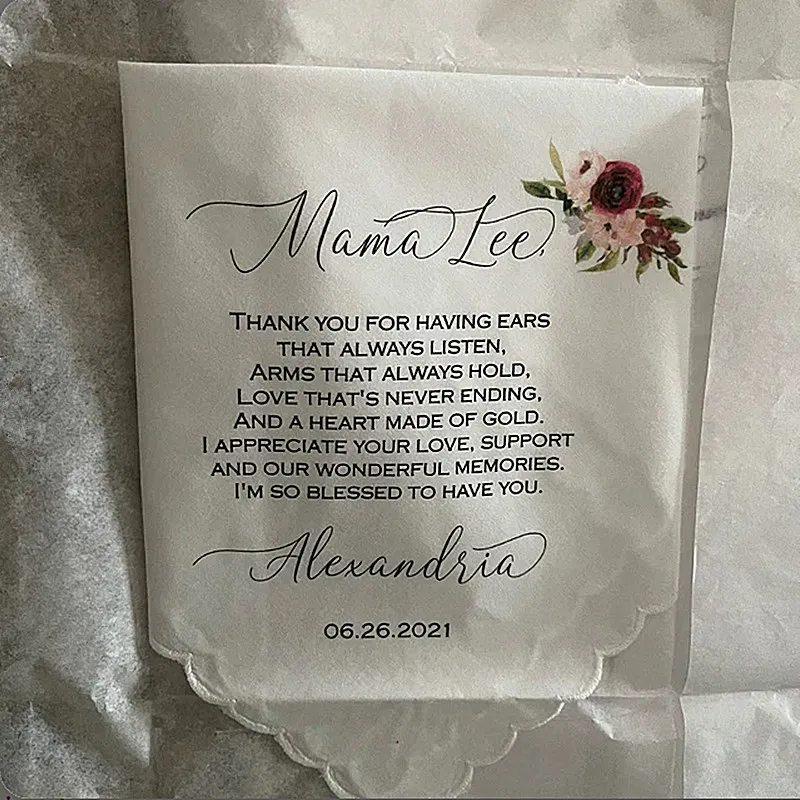 Mama Lee,
THANK YOU FOR HAVING EARS
THAT ALWAYS LISTEN,
ARMS THAT ALWAYS HOLD,
LOVE THAT'S NEVER ENDING,
AND A HEART MADE OF GOLD.
I APPRECIATE YOUR LOVE, SUPPORT
AND OUR WONDERFUL MEMORIES.
I'M SO BLESSED TO HAVE YOU.
Alexandria
06.26.2021